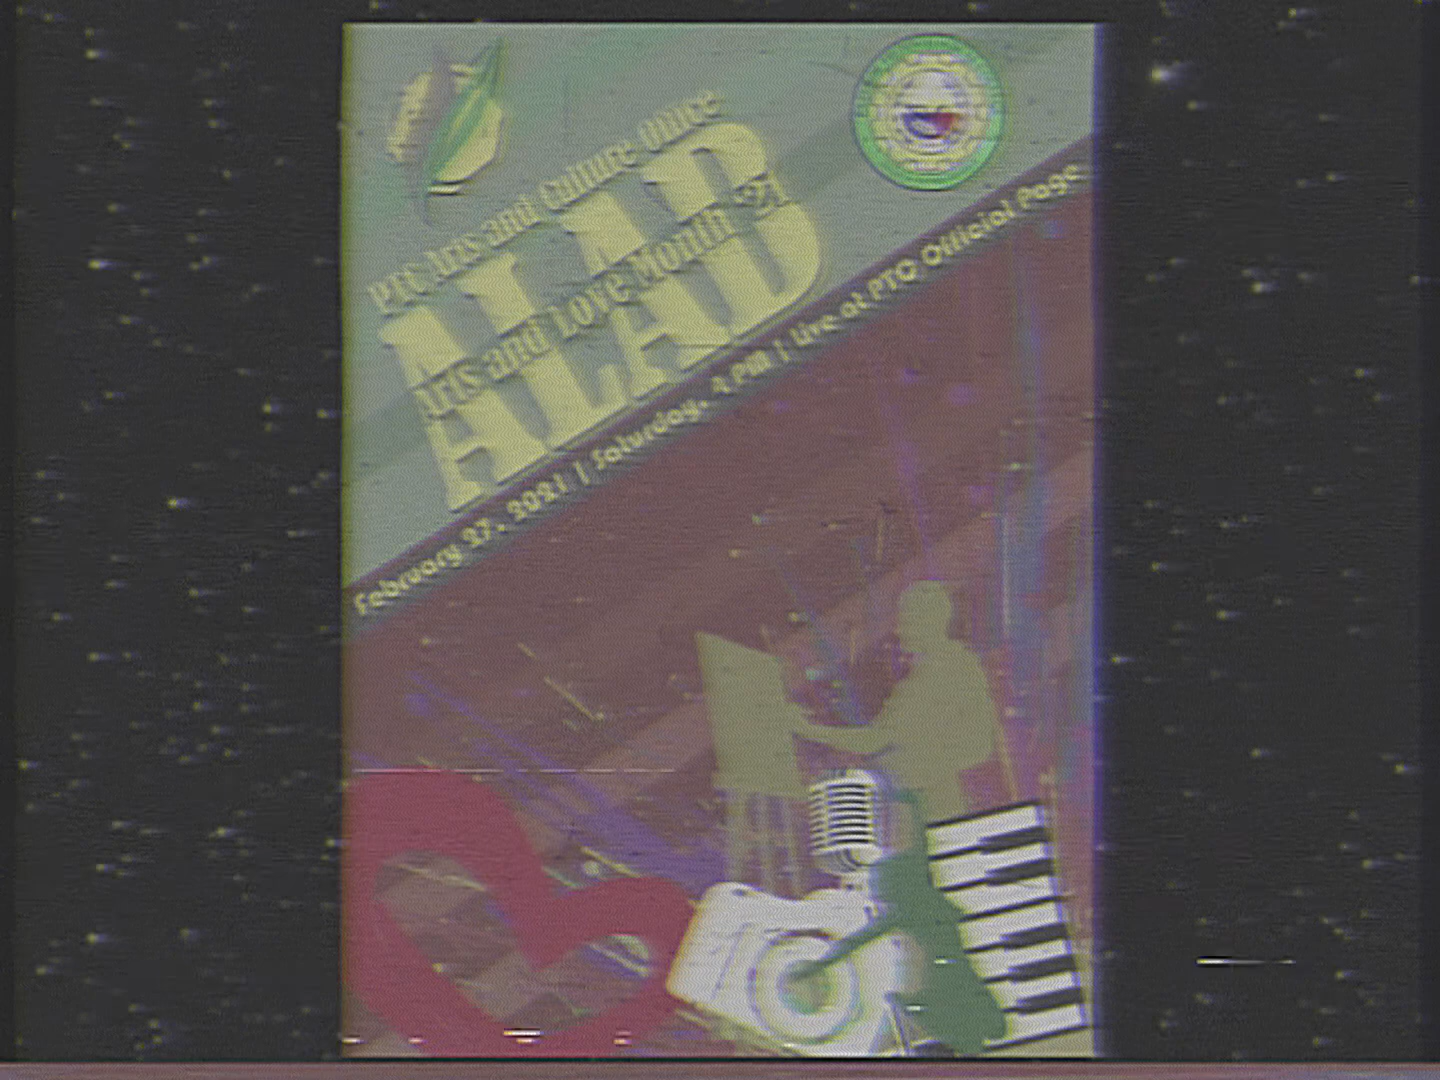 PTC Arts and Culture Office
ALAB
Arts and Love Month '21
February 27, 2021 | Saturday, 4 PM | Live at PTC Official Page